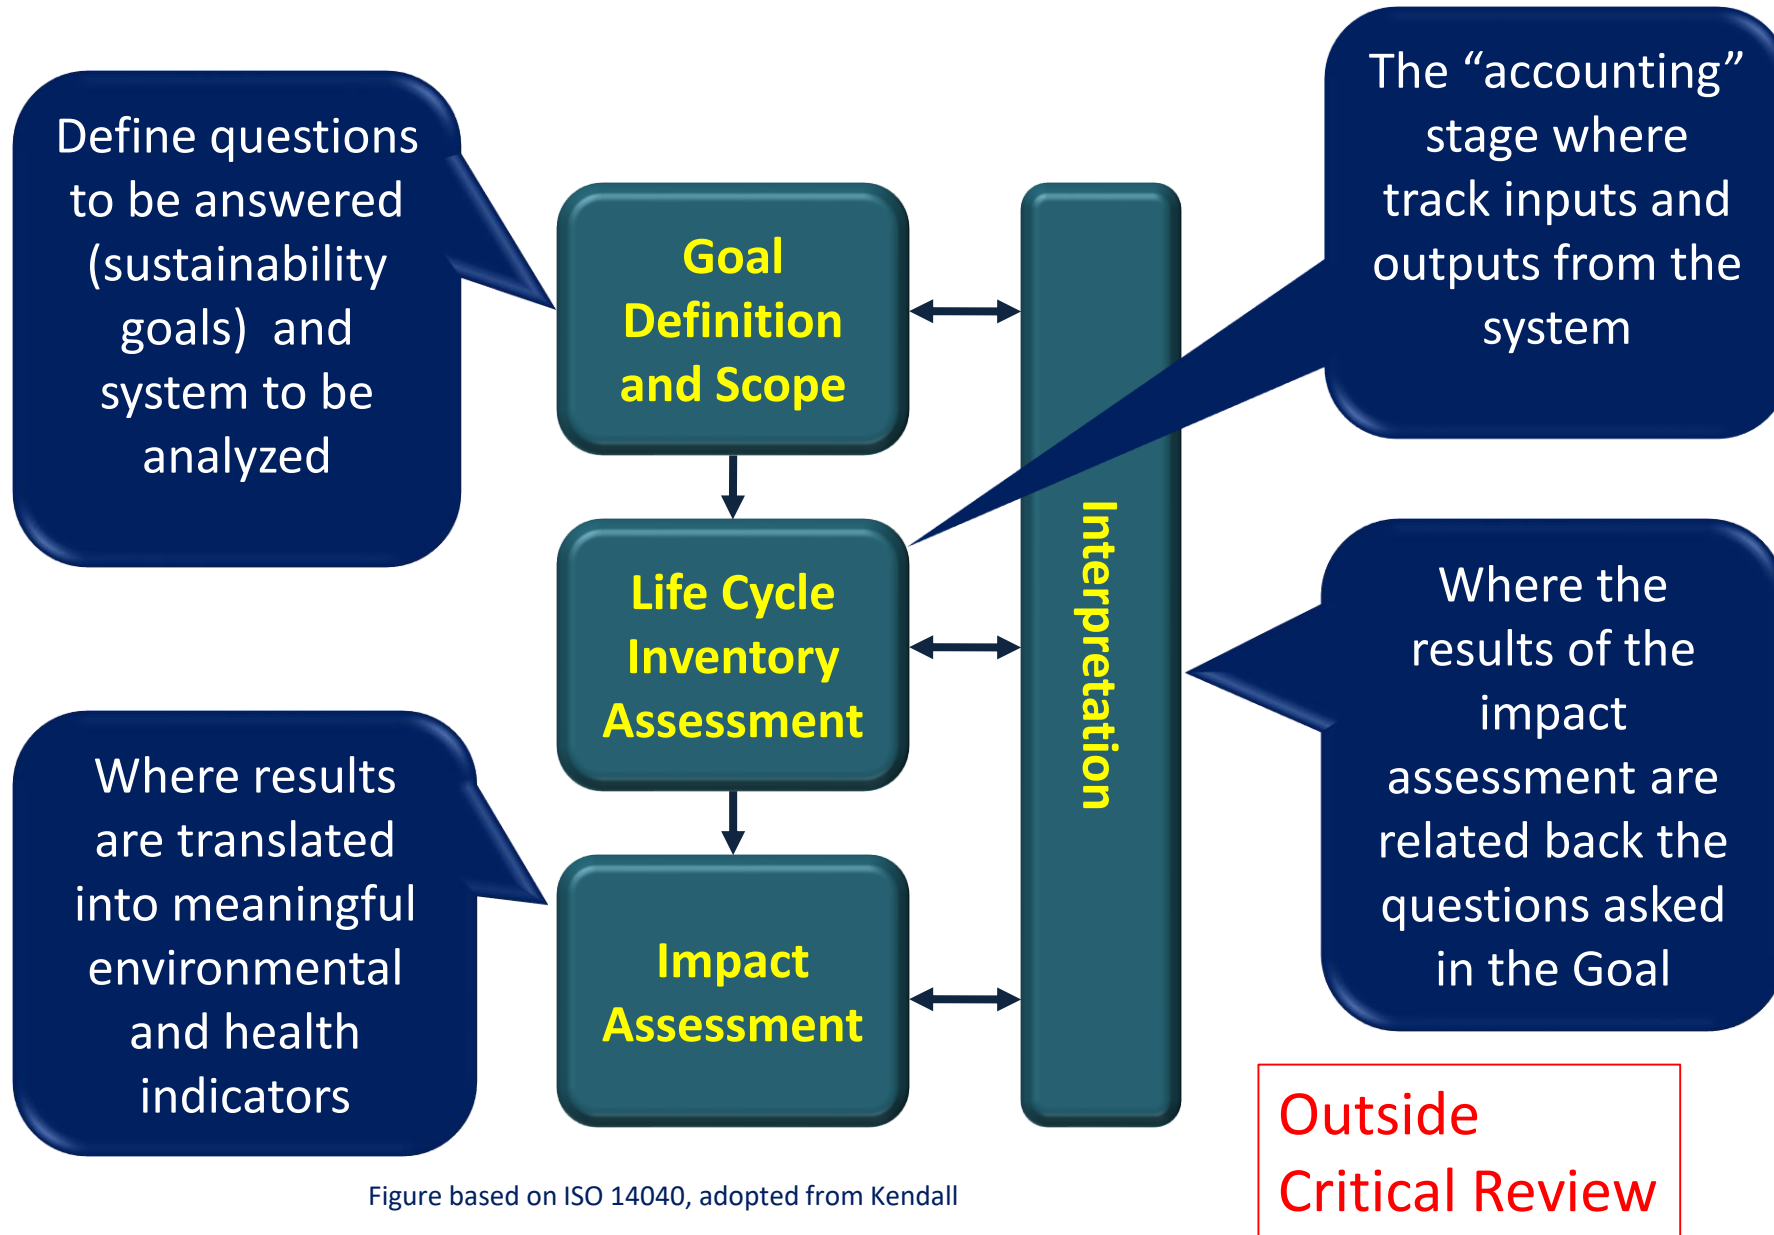 Define questions
to be answered
(sustainability
goals)  and
system to be
analyzed
Goal
Definition
and Scope
The “accounting”
stage where
track inputs and
outputs from the
system
Life Cycle
Inventory
Assessment
Interpretation
Where the
results of the
impact
assessment are
related back the
questions asked
in the Goal
Where results
are translated
into meaningful
environmental
and health
indicators
Impact
Assessment
Outside
Critical Review
Figure based on ISO 14040, adopted from Kendall